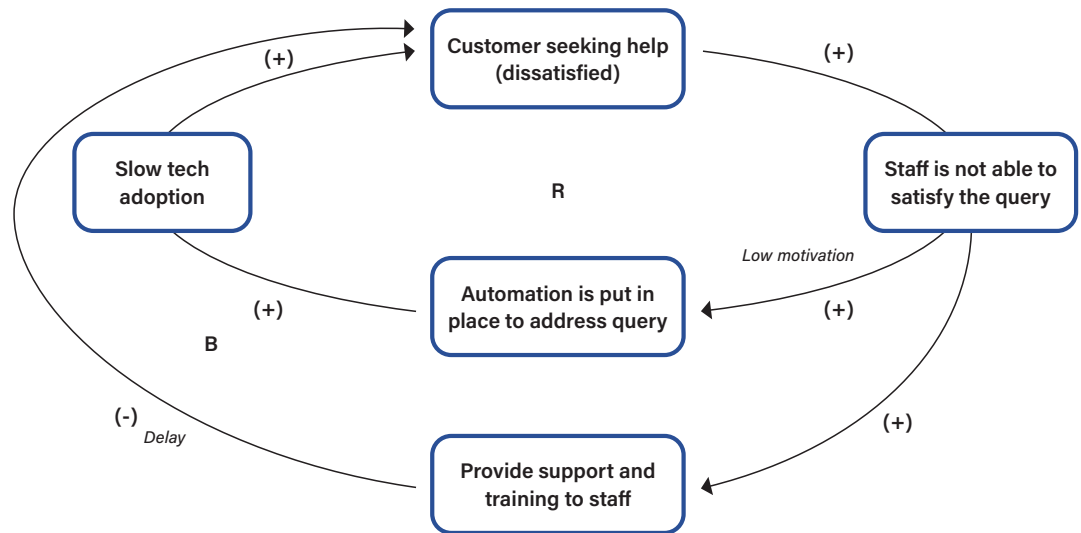 Customer seeking help
(dissatisfied)
(+)
(+)
Slow tech
adoption
Staff is not able to
satisfy the query
R
Low motivation
Automation is put in
place to address query
(+)
(+)
B
(-)
Delay
(+)
Provide support and
training to staff